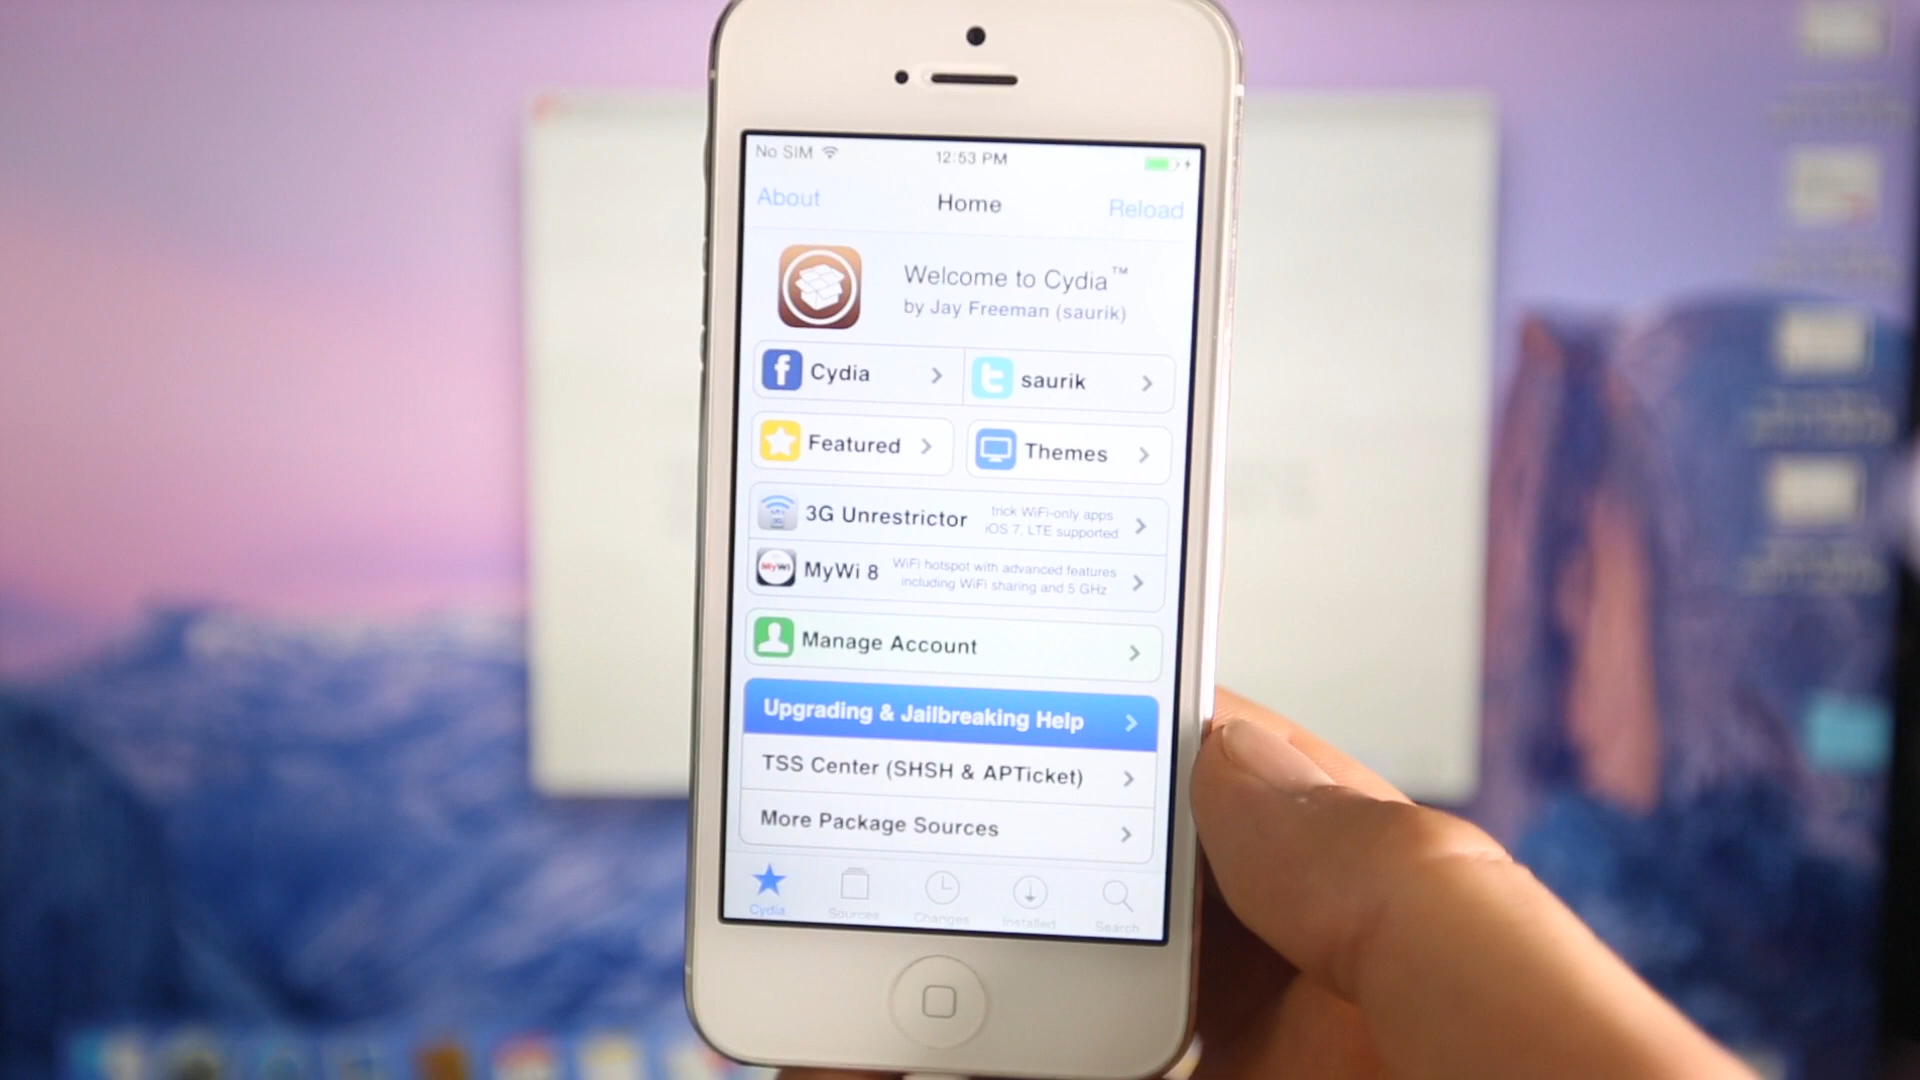 No SIM 12:53 PM
About Home Reload
Welcome to Cydia™
by Jay Freeman (saurik)
Cydia saurik
Featured Themes
3G Unrestrictor trick WiFi-only apps
iOS 7, LTE supported
MyWi 8 WiFi hotspot with advanced features
including WiFi sharing and 5 GHz
Manage Account
Upgrading & Jailbreaking Help
TSS Center (SHSH & APTicket)
More Package Sources
Cydia Sources Changes Installed Search